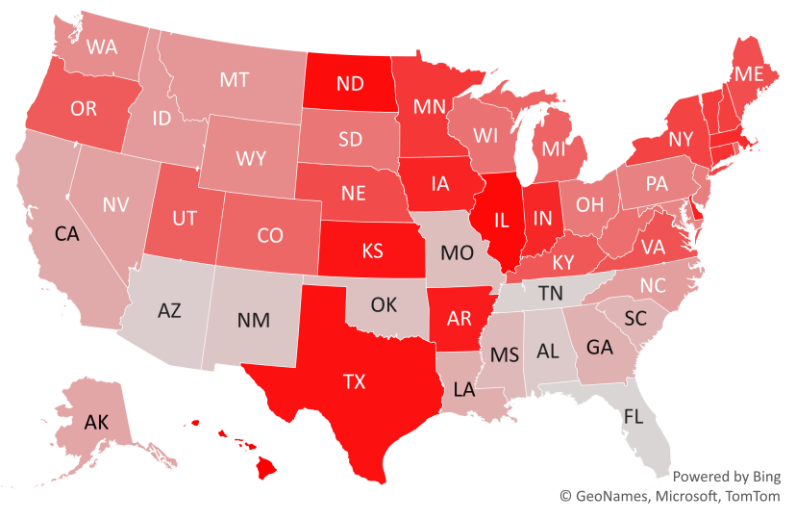 WA
MT
ND
MN
ME
OR
ID
SD
WI
MI
NY
WY
IA
PA
NE
NV
UT
CO
IL
IN
OH
CA
KS
MO
KY
VA
AZ
NM
OK
TN
NC
AR
SC
MS
AL
GA
TX
LA
AK
FL
Powered by Bing
© GeoNames, Microsoft, TomTom